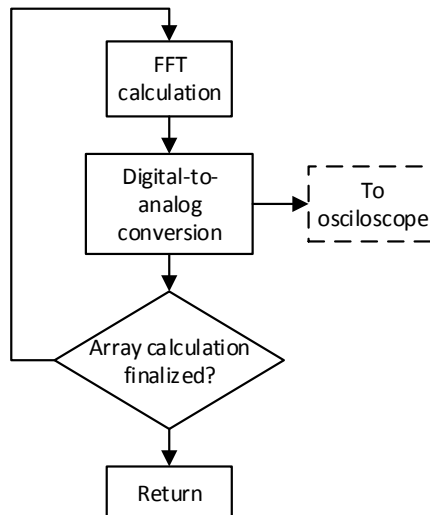 FFT
calculation
Digital-to-
analog
conversion
To
osciloscope
Array calculation
finalized?
Return